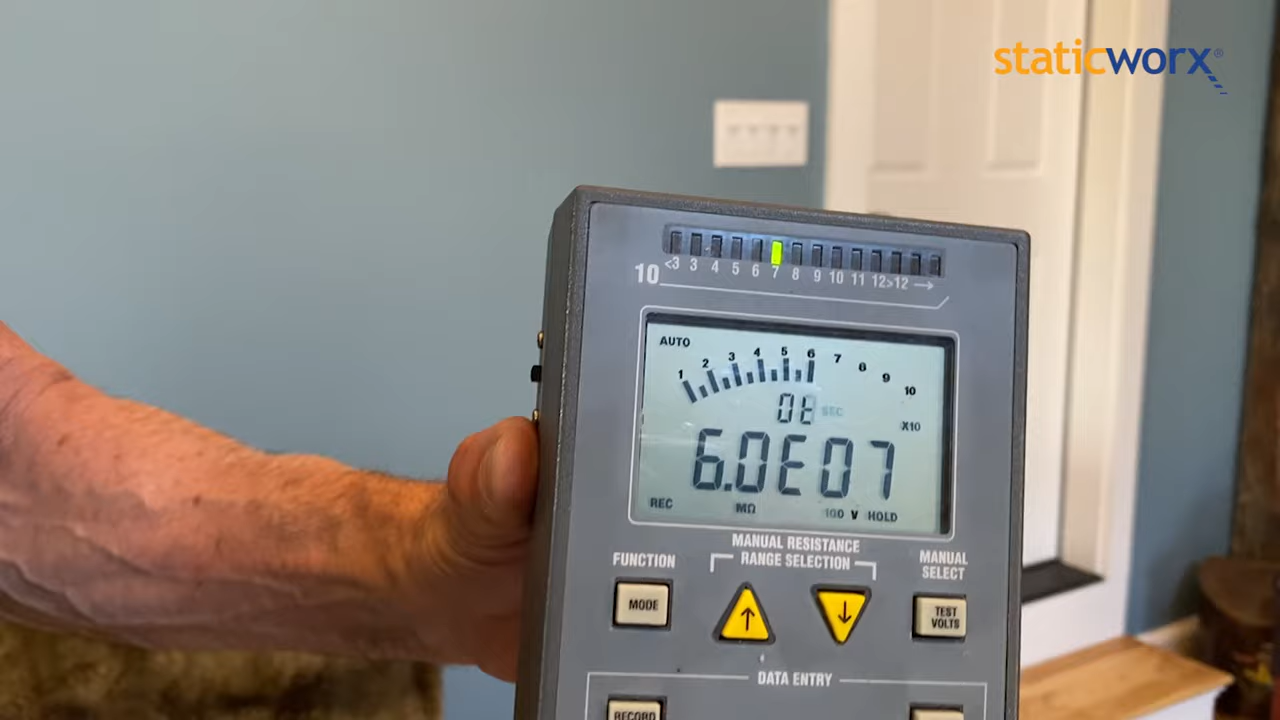 staticworx®
<3 3 4 5 6 7 8 9 10 11 12 >12 →
10
AUTO
1 2 3 4 5 6 7 8 9 10
0t SEC
X10
6.0E07
REC MΩ 100 V HOLD
MANUAL RESISTANCE
RANGE SELECTION
FUNCTION
MANUAL
SELECT
MODE
↑
↓
TEST
VOLTS
DATA ENTRY
RECORD